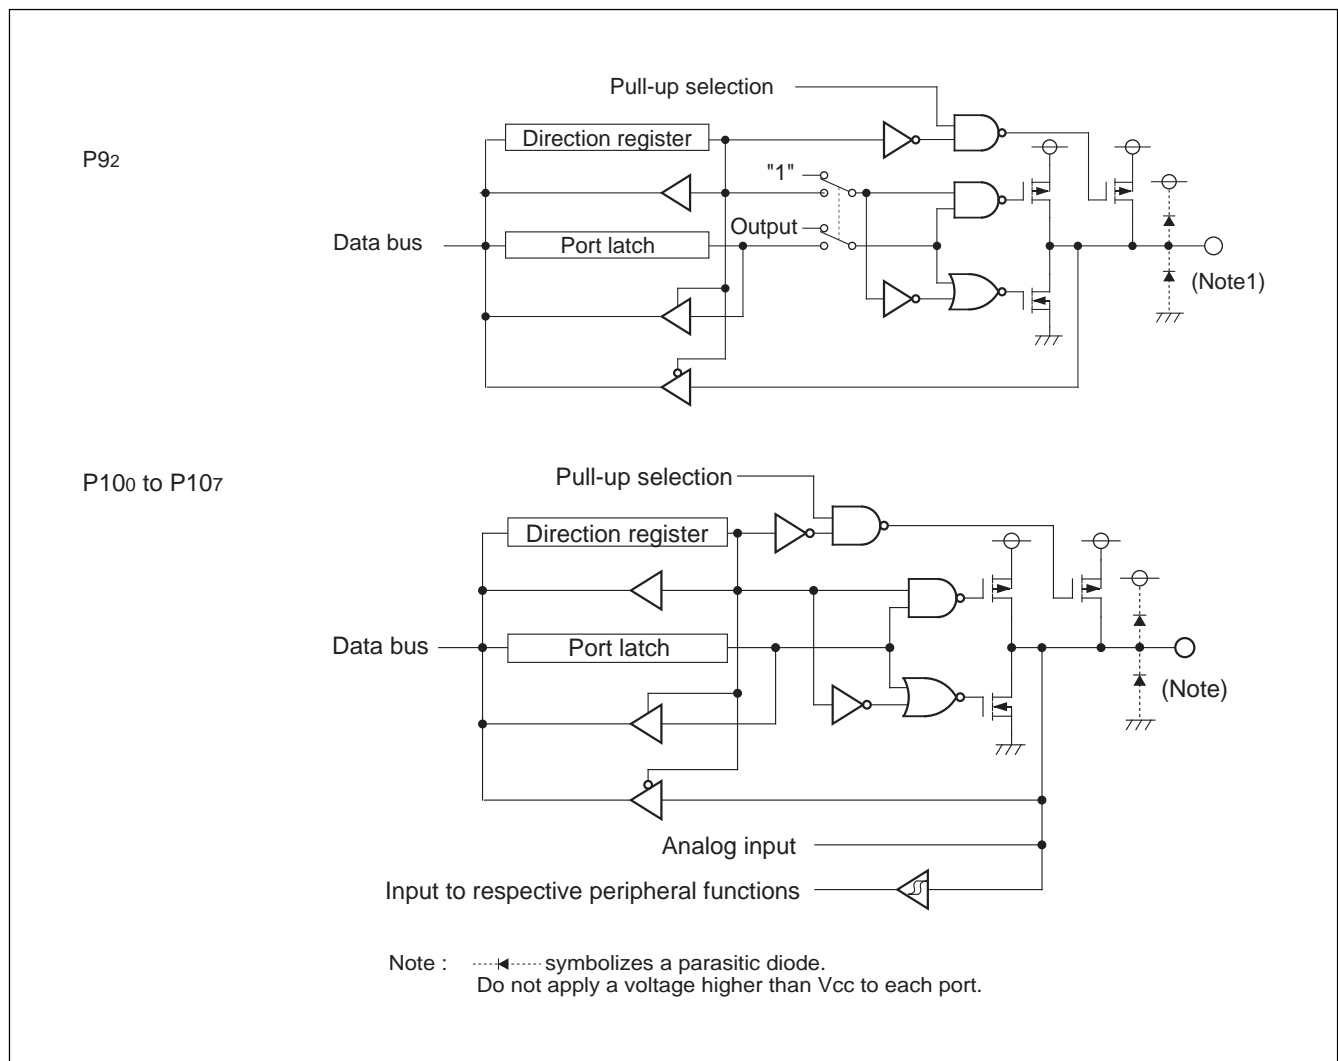 Pull-up selection
Direction register
P92
"1"
Output
Data bus
Port latch
(Note1)
P100 to P107
Pull-up selection
Direction register
Data bus
Port latch
(Note)
Analog input
Input to respective peripheral functions
Note : symbolizes a parasitic diode.
Do not apply a voltage higher than Vcc to each port.